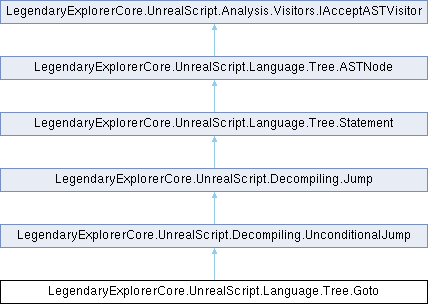 LegendaryExplorerCore.UnrealScript.Analysis.Visitors.IAcceptASTVisitor
LegendaryExplorerCore.UnrealScript.Language.Tree.ASTNode
LegendaryExplorerCore.UnrealScript.Language.Tree.Statement
LegendaryExplorerCore.UnrealScript.Decompiling.Jump
LegendaryExplorerCore.UnrealScript.Decompiling.UnconditionalJump
LegendaryExplorerCore.UnrealScript.Language.Tree.Goto